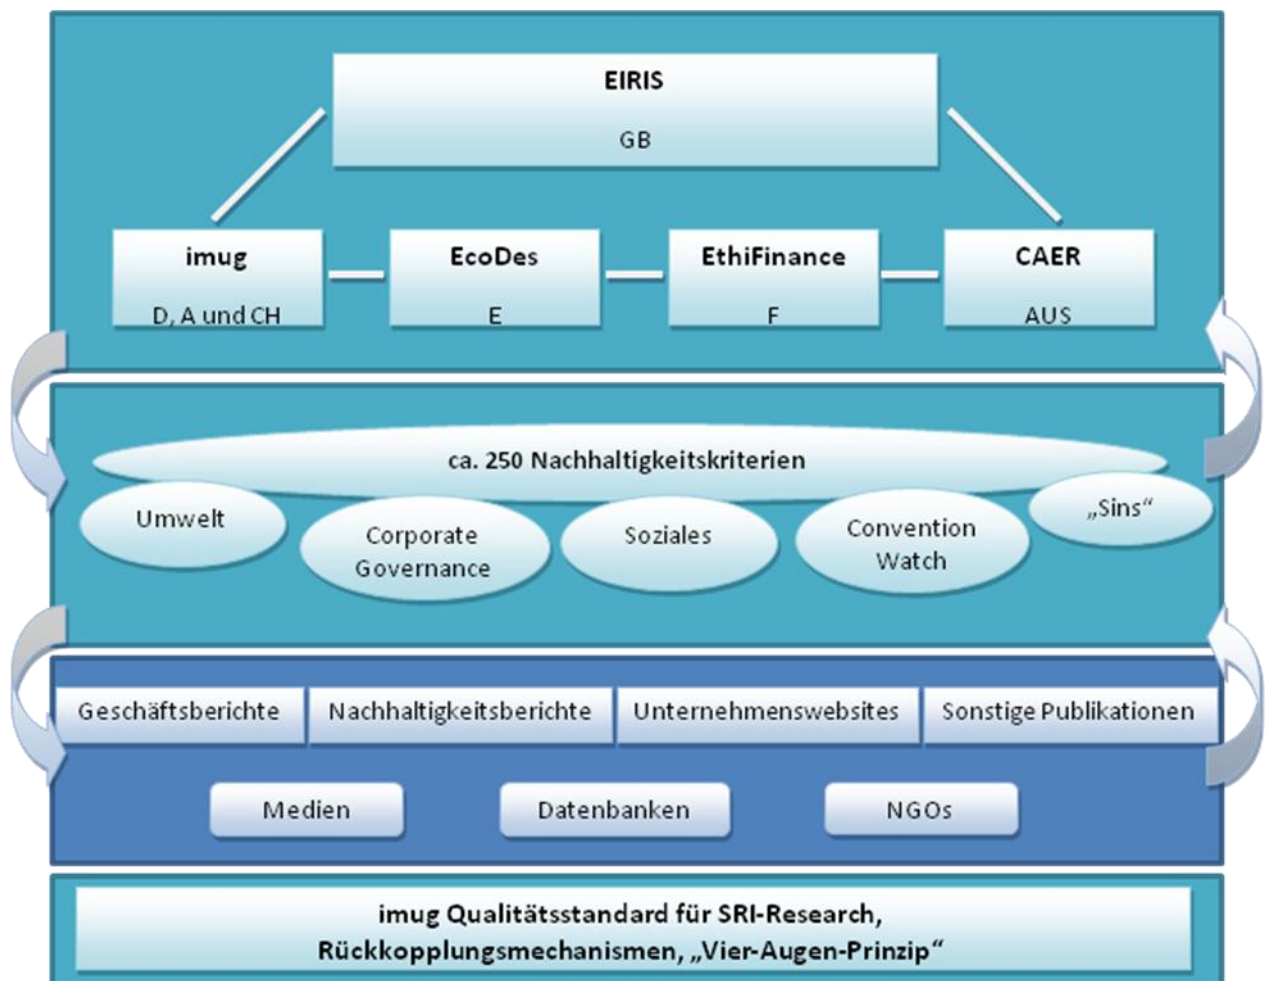 EIRIS
GB
imug
D, A und CH
EcoDes
E
EthiFinance
F
CAER
AUS
ca. 250 Nachhaltigkeitskriterien
Umwelt
Corporate
Governance
Soziales
Convention
Watch
„Sins“
Geschäftsberichte
Nachhaltigkeitsberichte
Unternehmenswebsites
Sonstige Publikationen
Medien
Datenbanken
NGOs
imug Qualitätsstandard für SRI-Research,
Rückkopplungsmechanismen, „Vier-Augen-Prinzip“